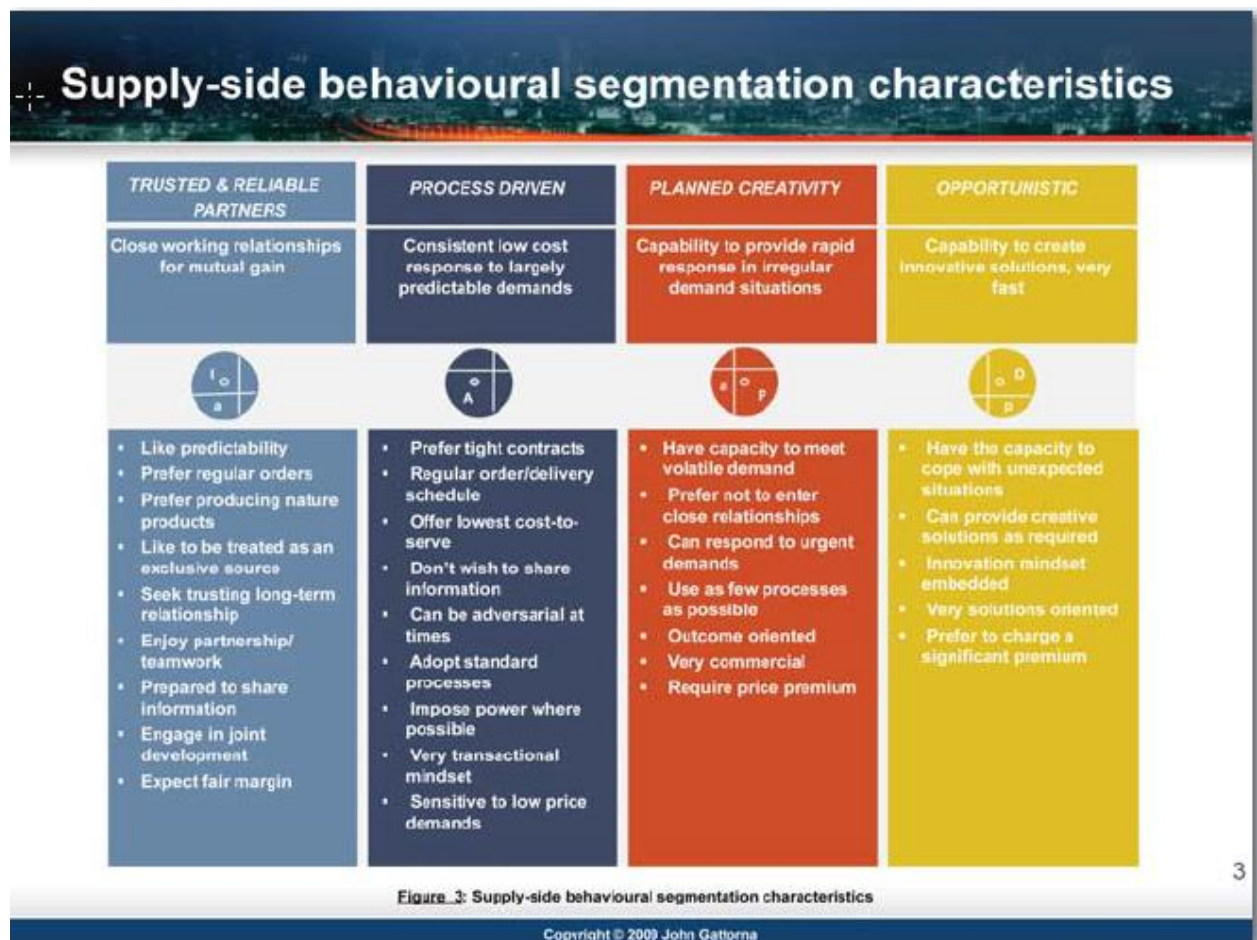 Supply-side behavioural segmentation characteristics
TRUSTED & RELIABLE
PARTNERS
Close working relationships
for mutual gain
I
o
a
• Like predictability
• Prefer regular orders
• Prefer producing nature
products
• Like to be treated as an
exclusive source
• Seek trusting long-term
relationship
• Enjoy partnership/
teamwork
• Prepared to share
information
• Engage in joint
development
• Expect fair margin
PROCESS DRIVEN
Consistent low cost
response to largely
predictable demands
o
A
• Prefer tight contracts
• Regular order/delivery
schedule
• Offer lowest cost-to-
serve
• Don't wish to share
information
• Can be adversarial at
times
• Adopt standard
processes
• Impose power where
possible
• Very transactional
mindset
• Sensitive to low price
demands
PLANNED CREATIVITY
Capability to provide rapid
response in irregular
demand situations
a o
P
• Have capacity to meet
volatile demand
• Prefer not to enter
close relationships
• Can respond to urgent
demands
• Use as few processes
as possible
• Outcome oriented
• Very commercial
• Require price premium
OPPORTUNISTIC
Capability to create
innovative solutions, very
fast
o D
p
• Have the capacity to
cope with unexpected
situations
• Can provide creative
solutions as required
• Innovation mindset
embedded
• Very solutions oriented
• Prefer to charge a
significant premium
3
Figure 3: Supply-side behavioural segmentation characteristics
Copyright © 2009 John Gattorna